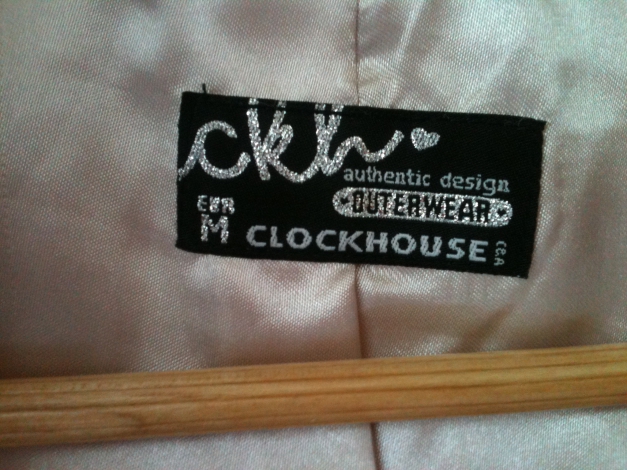 ckh
authentic design
OUTERWEAR
EUR
M
CLOCKHOUSE
C&A